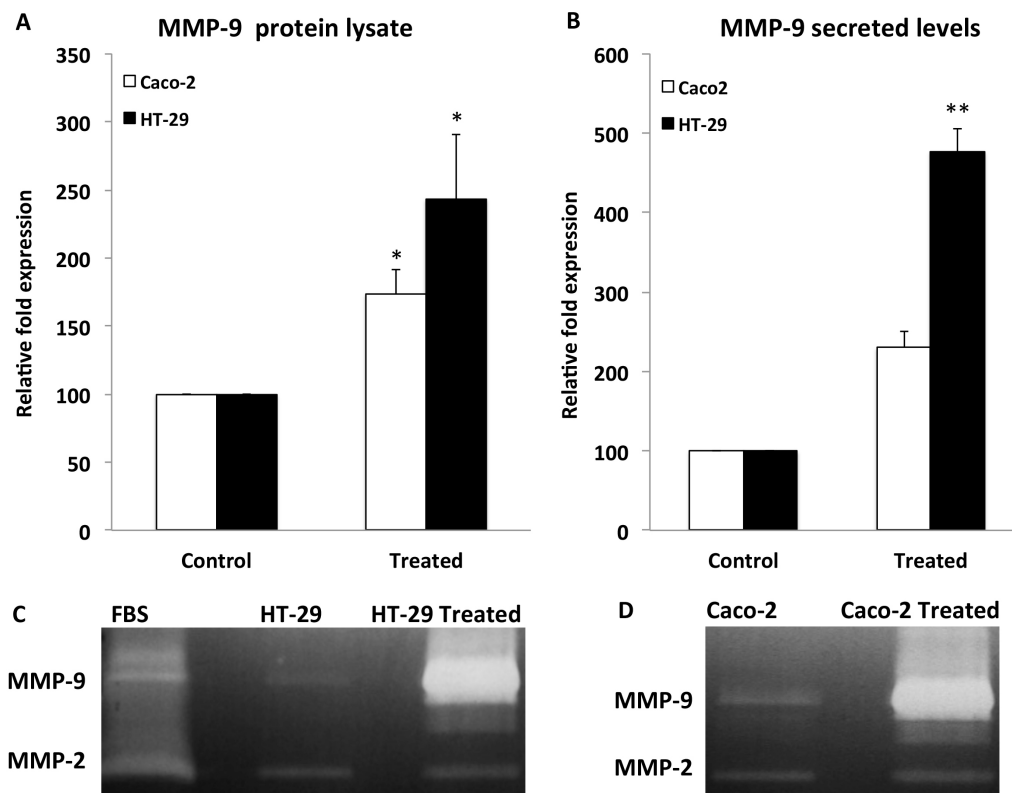 A
MMP-9 protein lysate
350
300
250
200
150
100
50
0
Relative fold expression
Caco-2
HT-29
*
*
Control
Treated
B
MMP-9 secreted levels
600
500
400
300
200
100
0
Relative fold expression
Caco2
HT-29
**
Control
Treated
C
FBS
HT-29
HT-29 Treated
MMP-9
MMP-2
D
Caco-2
Caco-2 Treated
MMP-9
MMP-2